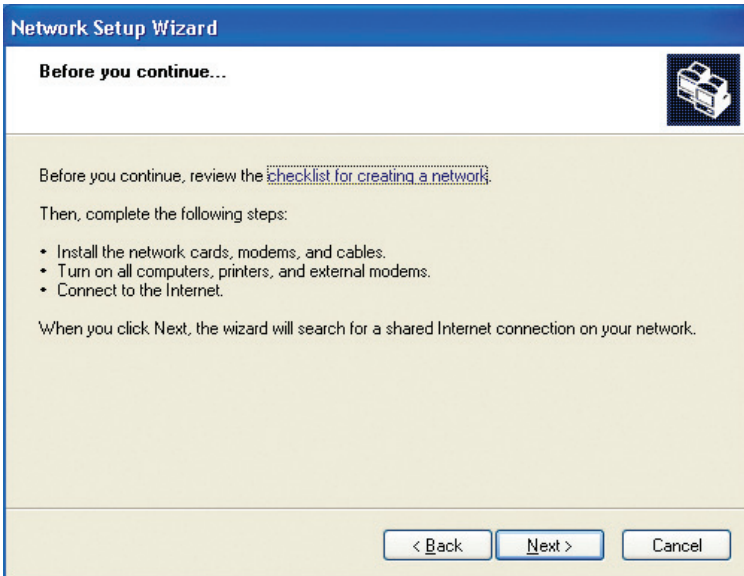 Network Setup Wizard
Before you continue...
Before you continue, review the checklist for creating a network.
Then, complete the following steps:
• Install the network cards, modems, and cables.
• Turn on all computers, printers, and external modems.
• Connect to the Internet.
When you click Next, the wizard will search for a shared Internet connection on your network.
< Back Next > Cancel